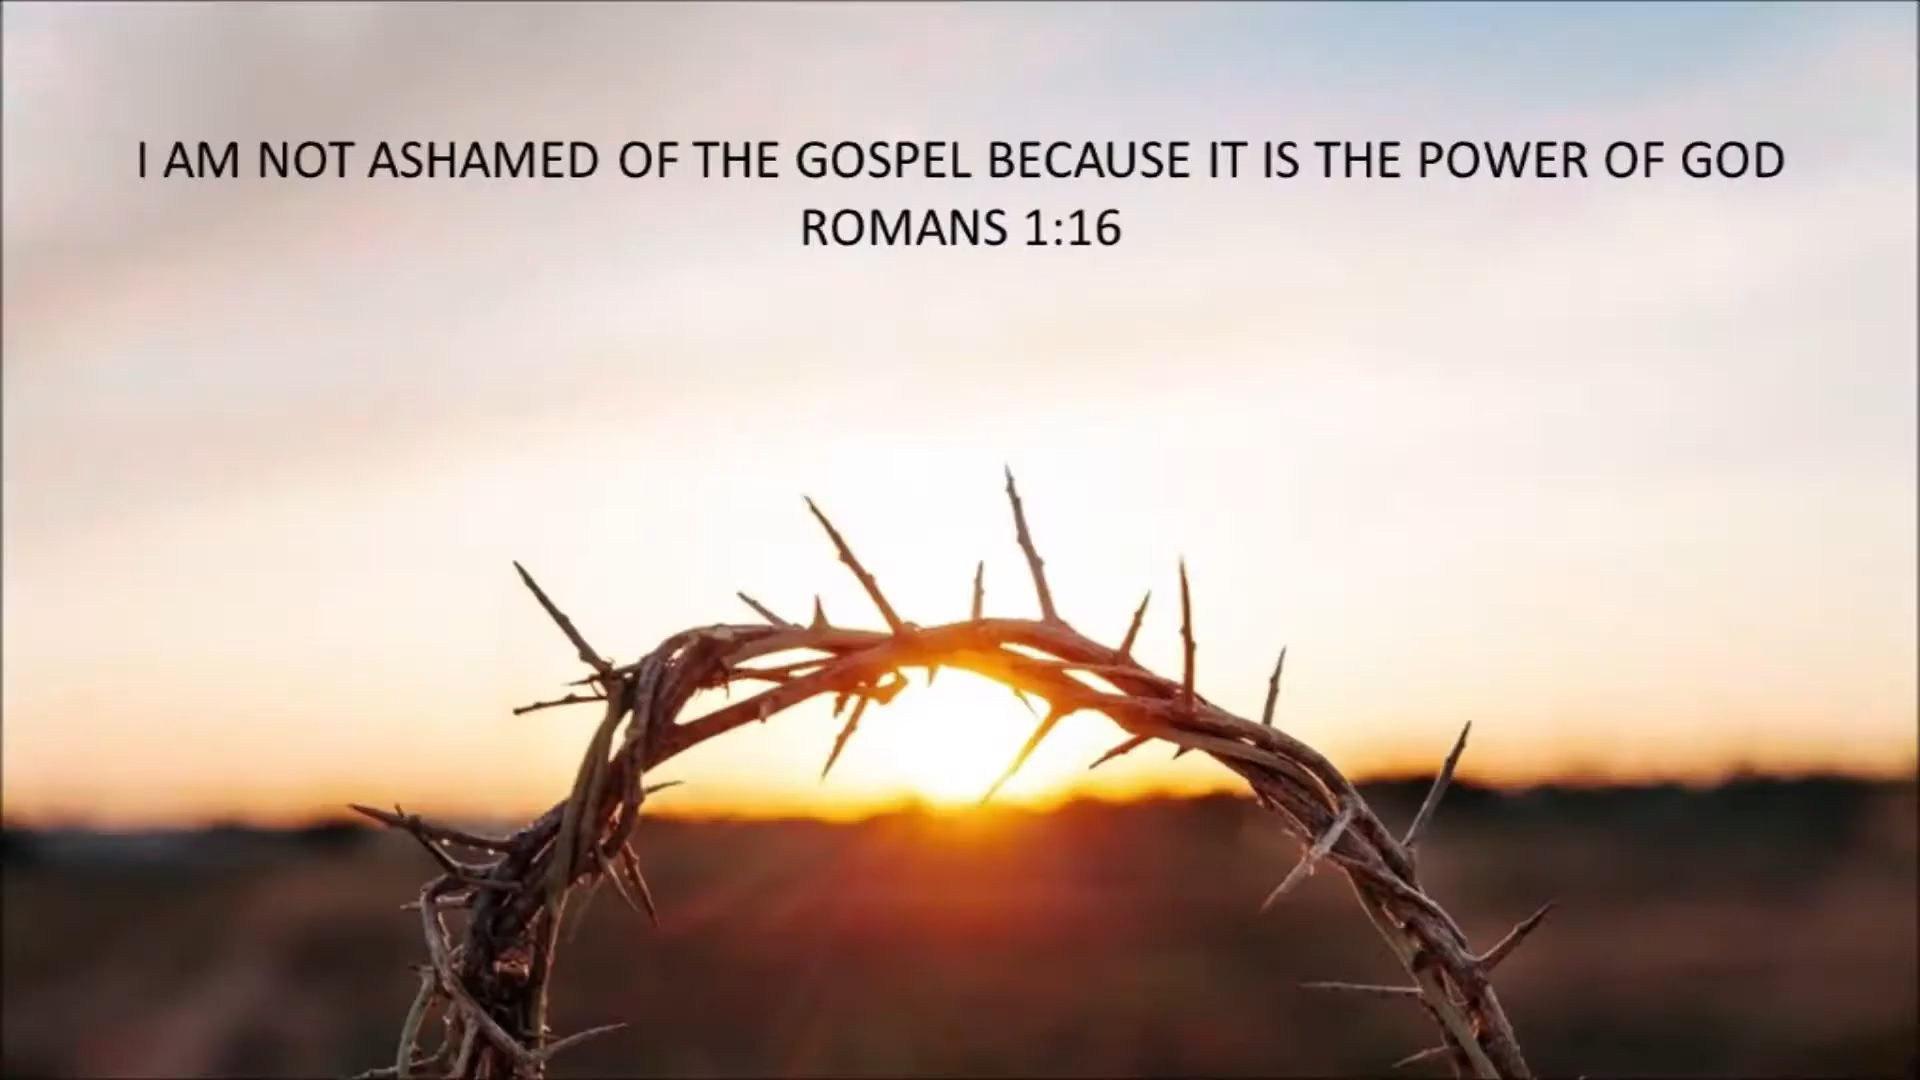 I AM NOT ASHAMED OF THE GOSPEL BECAUSE IT IS THE POWER OF GOD
ROMANS 1:16